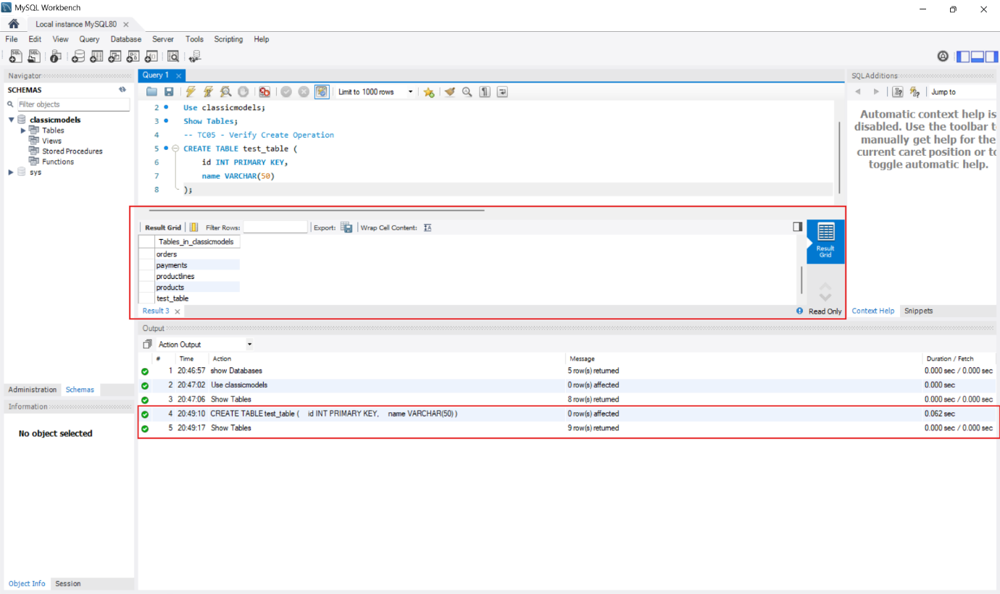 MySQL Workbench
Local instance MySQL80
File Edit View Query Database Server Tools Scripting Help
Navigator
SCHEMAS
Filter objects
classicmodels
Tables
Views
Stored Procedures
Functions
sys
Administration Schemas
Information
No object selected
Object Info Session
Query 1
Limit to 1000 rows
2 Use classicmodels;
3 Show Tables;
4 -- TC05 - Verify Create Operation
5 CREATE TABLE test_table (
6 id INT PRIMARY KEY,
7 name VARCHAR(50)
8 );
Result Grid Filter Rows: Export: Wrap Cell Content:
Tables_in_classicmodels
orders
payments
productlines
products
test_table
Result Grid
Result 3 Read Only
SQLAdditions
Jump to
Automatic context help is
disabled. Use the toolbar t
manually get help for the
current caret position or to
toggle automatic help.
Context Help Snippets
Output
Action Output
# Time Action Message Duration / Fetch
1 20:46:57 show Databases 5 row(s) returned 0.000 sec / 0.000 sec
2 20:47:02 Use classicmodels 0 row(s) affected 0.000 sec
3 20:47:06 Show Tables 8 row(s) returned 0.000 sec / 0.000 sec
4 20:49:10 CREATE TABLE test_table ( id INT PRIMARY KEY, name VARCHAR(50) ) 0 row(s) affected 0.062 sec
5 20:49:17 Show Tables 9 row(s) returned 0.000 sec / 0.000 sec